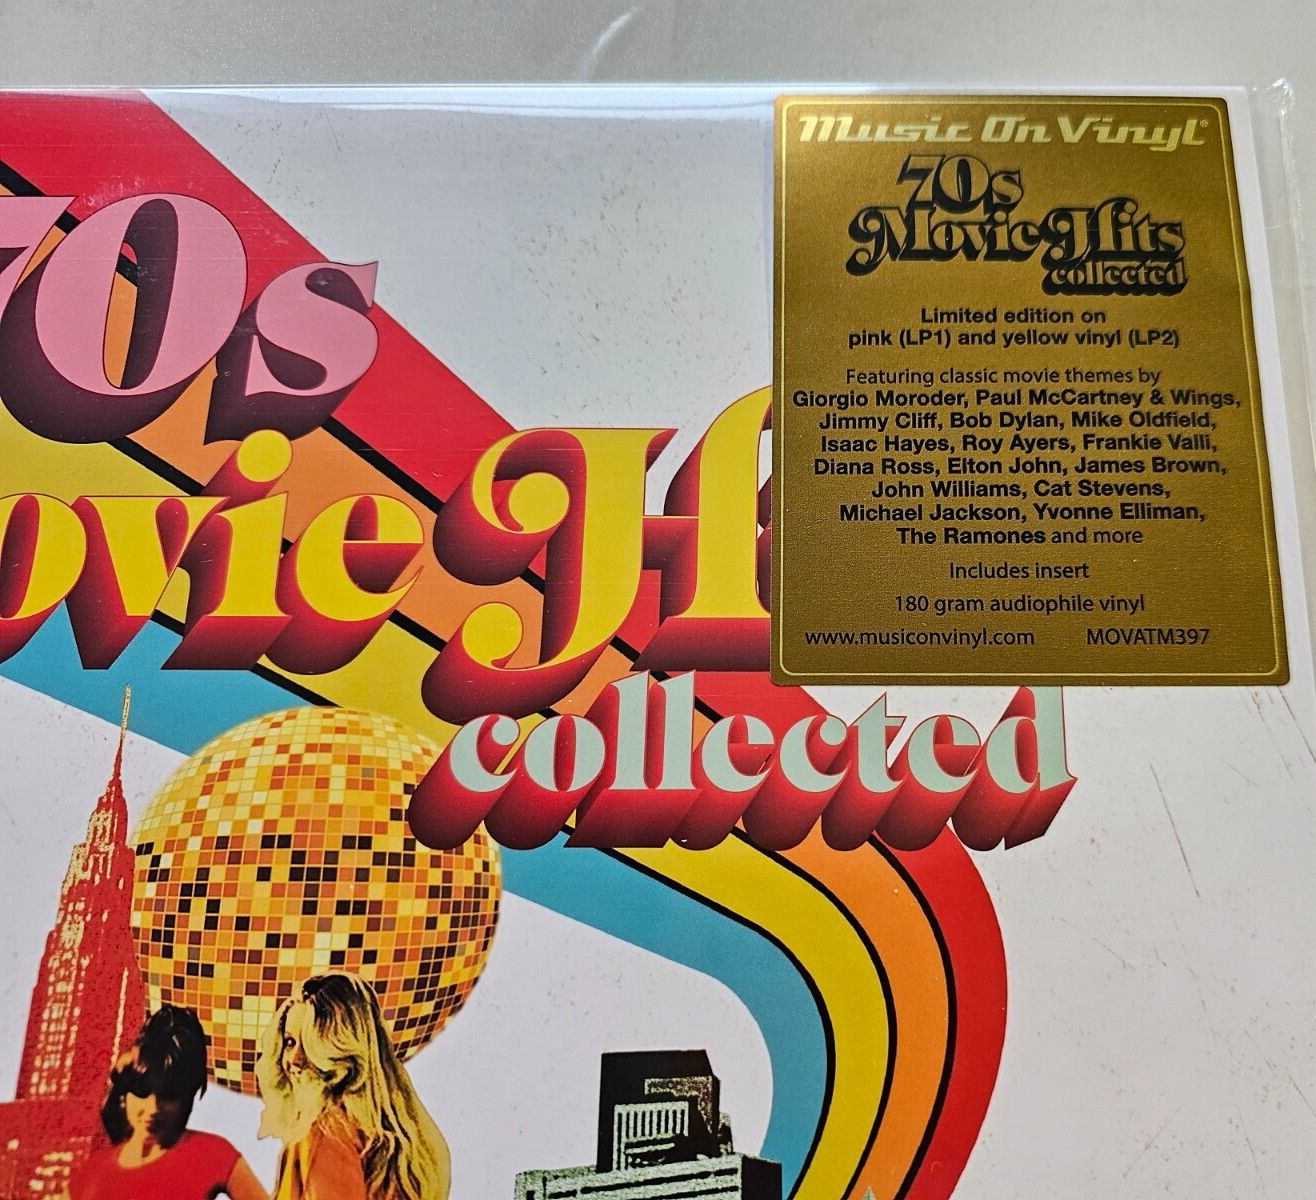 70s
ovie H
collected
Music On Vinyl®
70s
Movie Hits
collected
Limited edition on
pink (LP1) and yellow vinyl (LP2)
Featuring classic movie themes by
Giorgio Moroder, Paul McCartney & Wings,
Jimmy Cliff, Bob Dylan, Mike Oldfield,
Isaac Hayes, Roy Ayers, Frankie Valli,
Diana Ross, Elton John, James Brown,
John Williams, Cat Stevens,
Michael Jackson, Yvonne Elliman,
The Ramones and more
Includes insert
180 gram audiophile vinyl
www.musiconvinyl.com MOVATM397